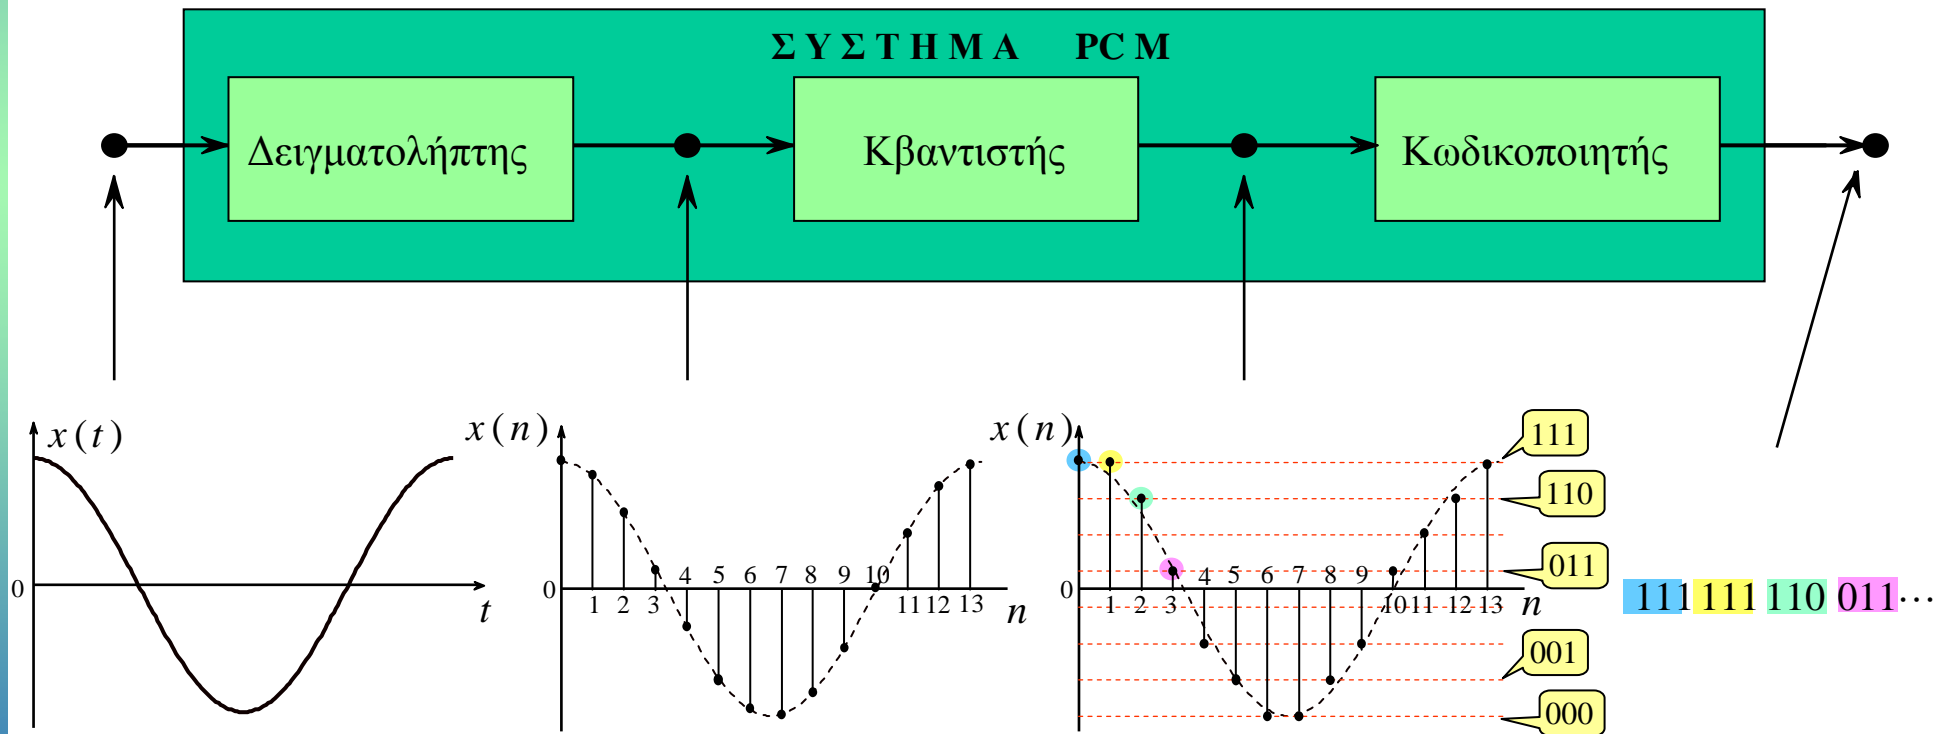 Σ Υ Σ Τ Η Μ Α PC M
Δειγματολήπτης
Κβαντιστής
Κωδικοποιητής
x(t)
0
t
x(n)
0
4 5 6 7 8 9 10
1 2 3 11 12 13
n
x(n)
0
4 5 6 7 8 9
1 2 3 10 11 12 13
n
111
110
011
001
000
111 111 110 011 ...